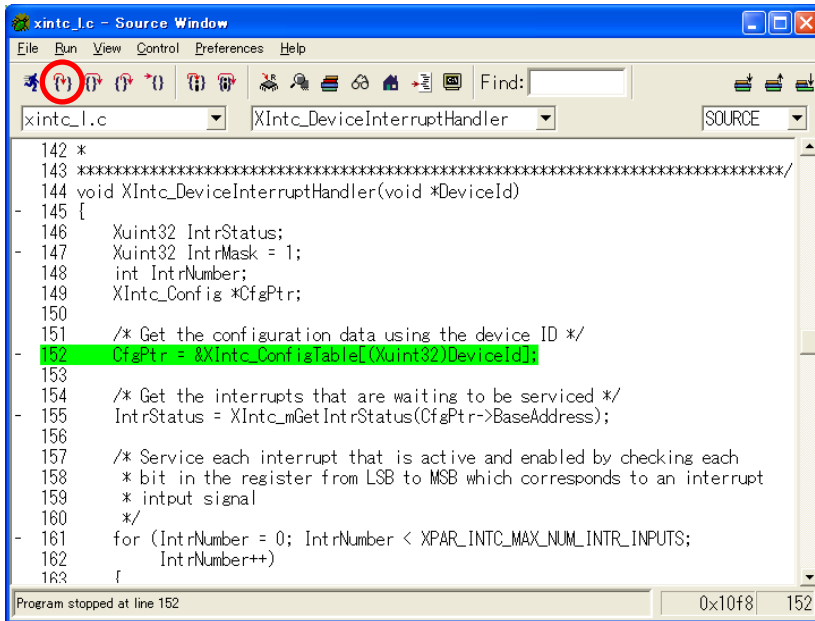 xintc_l.c - Source Window
File Run View Control Preferences Help
Find:
xintc_l.c XIntc_DeviceInterruptHandler SOURCE
142 *
143 ******************************************************************************/
144 void XIntc_DeviceInterruptHandler(void *DeviceId)
- 145 {
146 Xuint32 IntrStatus;
- 147 Xuint32 IntrMask = 1;
148 int IntrNumber;
149 XIntc_Config *CfgPtr;
150
151 /* Get the configuration data using the device ID */
- 152 CfgPtr = &XIntc_ConfigTable[(Xuint32)DeviceId];
153
154 /* Get the interrupts that are waiting to be serviced */
- 155 IntrStatus = XIntc_mGetIntrStatus(CfgPtr->BaseAddress);
156
157 /* Service each interrupt that is active and enabled by checking each
158 * bit in the register from LSB to MSB which corresponds to an interrupt
159 * intput signal
160 */
- 161 for (IntrNumber = 0; IntrNumber < XPAR_INTC_MAX_NUM_INTR_INPUTS;
162 IntrNumber++)
163 {
Program stopped at line 152 0x10f8 152